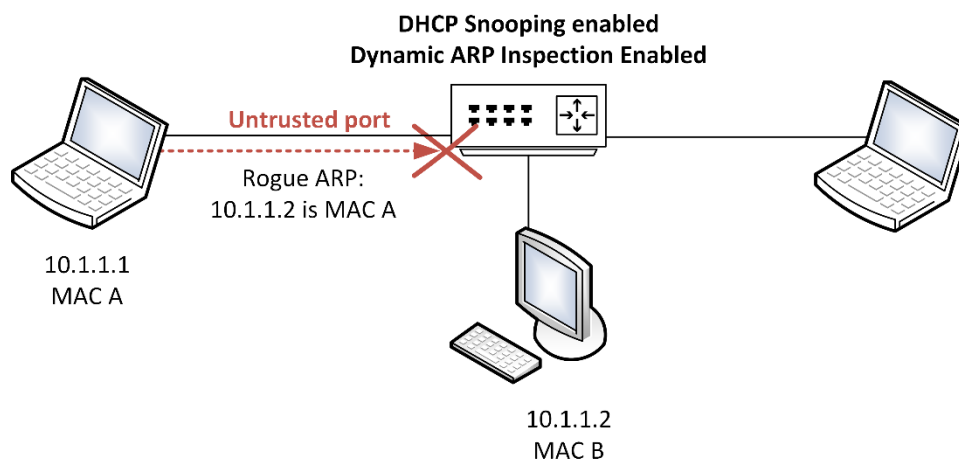 DHCP Snooping enabled
Dynamic ARP Inspection Enabled
Untrusted port
Rogue ARP:
10.1.1.2 is MAC A
10.1.1.1
MAC A
10.1.1.2
MAC B